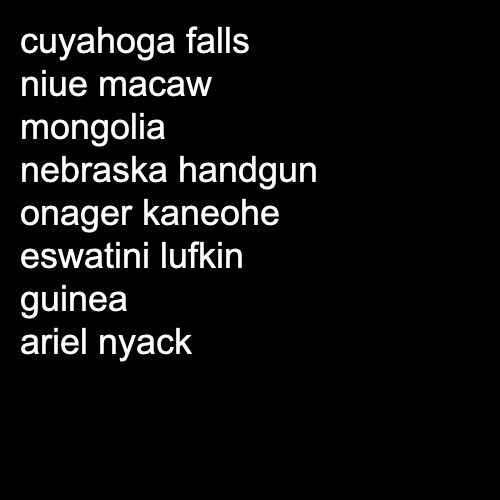 cuyahoga falls
niue macaw
mongolia
nebraska handgun
onager kaneohe
eswatini lufkin
guinea
ariel nyack